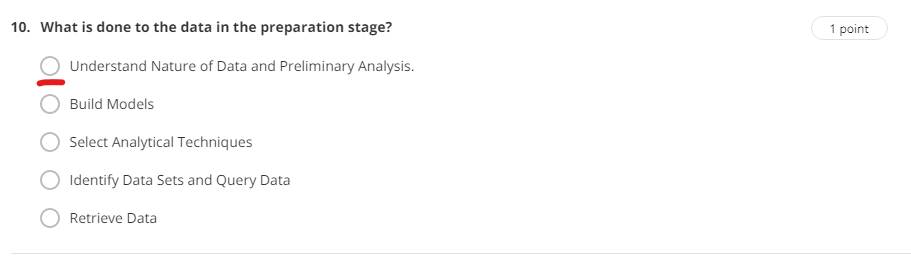 10. What is done to the data in the preparation stage?
1 point
Understand Nature of Data and Preliminary Analysis.
Build Models
Select Analytical Techniques
Identify Data Sets and Query Data
Retrieve Data